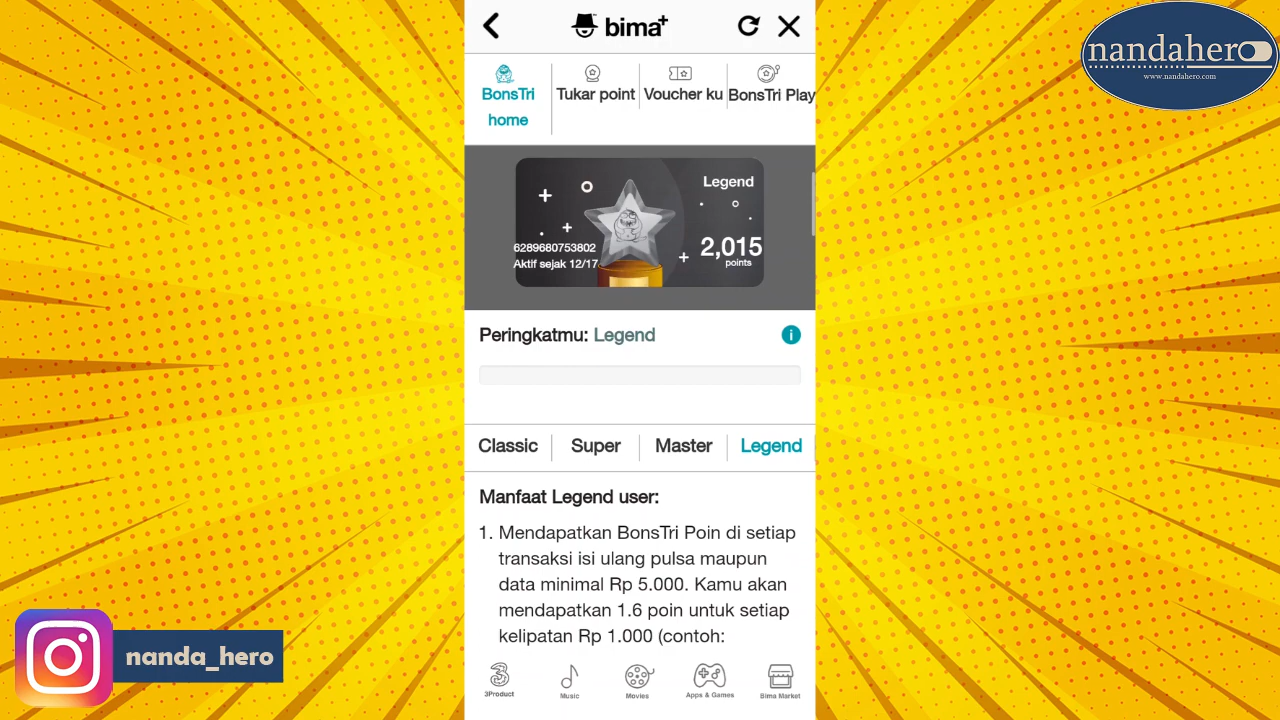 bima+
nandahero
www.nandahero.com
BonsTri home
Tukar point
Voucher ku
BonsTri Play
Legend
6289680753802
Aktif sejak 12/17
2,015
points
Peringkatmu: Legend
Classic
Super
Master
Legend
Manfaat Legend user:
1. Mendapatkan BonsTri Poin di setiap
transaksi isi ulang pulsa maupun
data minimal Rp 5.000. Kamu akan
mendapatkan 1.6 poin untuk setiap
kelipatan Rp 1.000 (contoh:
3Product
Music
Movies
Apps & Games
Bima Market
nanda_hero